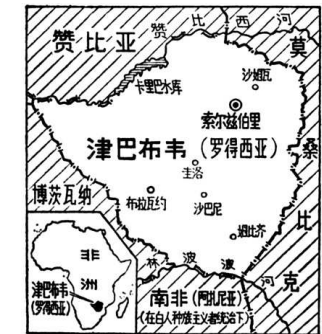 赞比亚
赞比西河
莫桑比克
卡里巴水库
沙姆瓦
索尔兹伯里
津巴布韦(罗得西亚)
圭洛
博茨瓦纳
布拉瓦约
沙巴尼
林波波河
南非(阿扎尼亚)
(在白人种族主义者统治下)
非洲
津巴布韦
(罗得西亚)